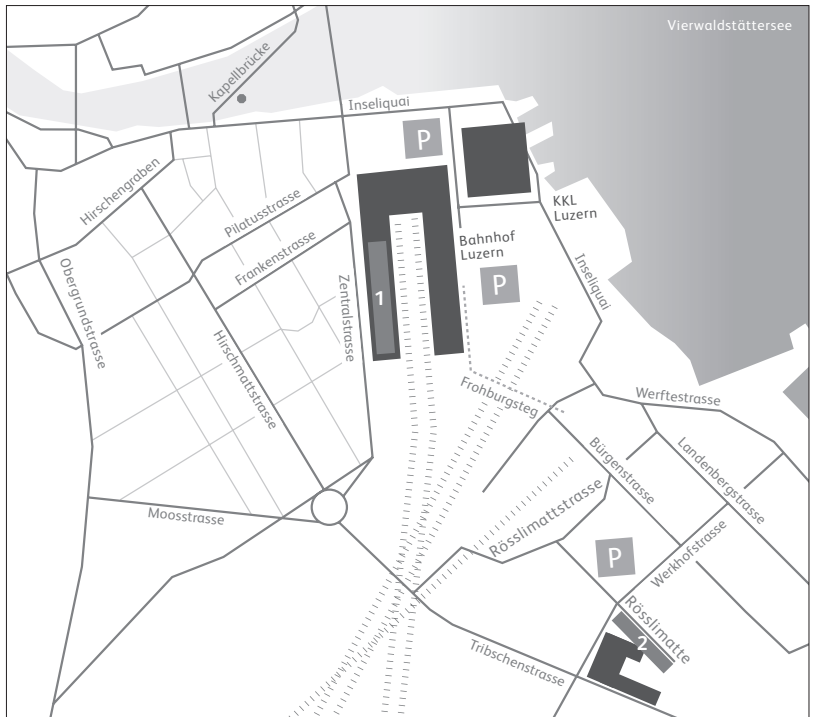 Vierwaldstättersee
Kapellbrücke
Inseliquai
P
Hirschengraben
Pilatusstrasse
KKL
Luzern
Frankenstrasse
Bahnhof
Luzern
Obergrundstrasse
Zentralstrasse
1
P
Inseliquai
Hirschmattstrasse
Frohburgsteg
Werftestrasse
Bürgenstrasse
Landenbergstrasse
Moosstrasse
Rösslimattstrasse
P
Werkhofstrasse
Rösslimatte
2
Tribschenstrasse